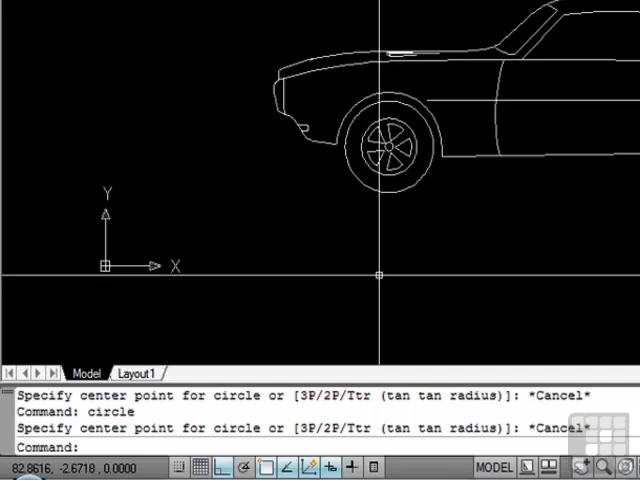 Y
X
Model Layout1
Specify center point for circle or [3P/2P/Ttr (tan tan radius)]: *Cancel*
Command: circle
Specify center point for circle or [3P/2P/Ttr (tan tan radius)]: *Cancel*
Command:
82.8616, -2.6718, 0.0000 MODEL